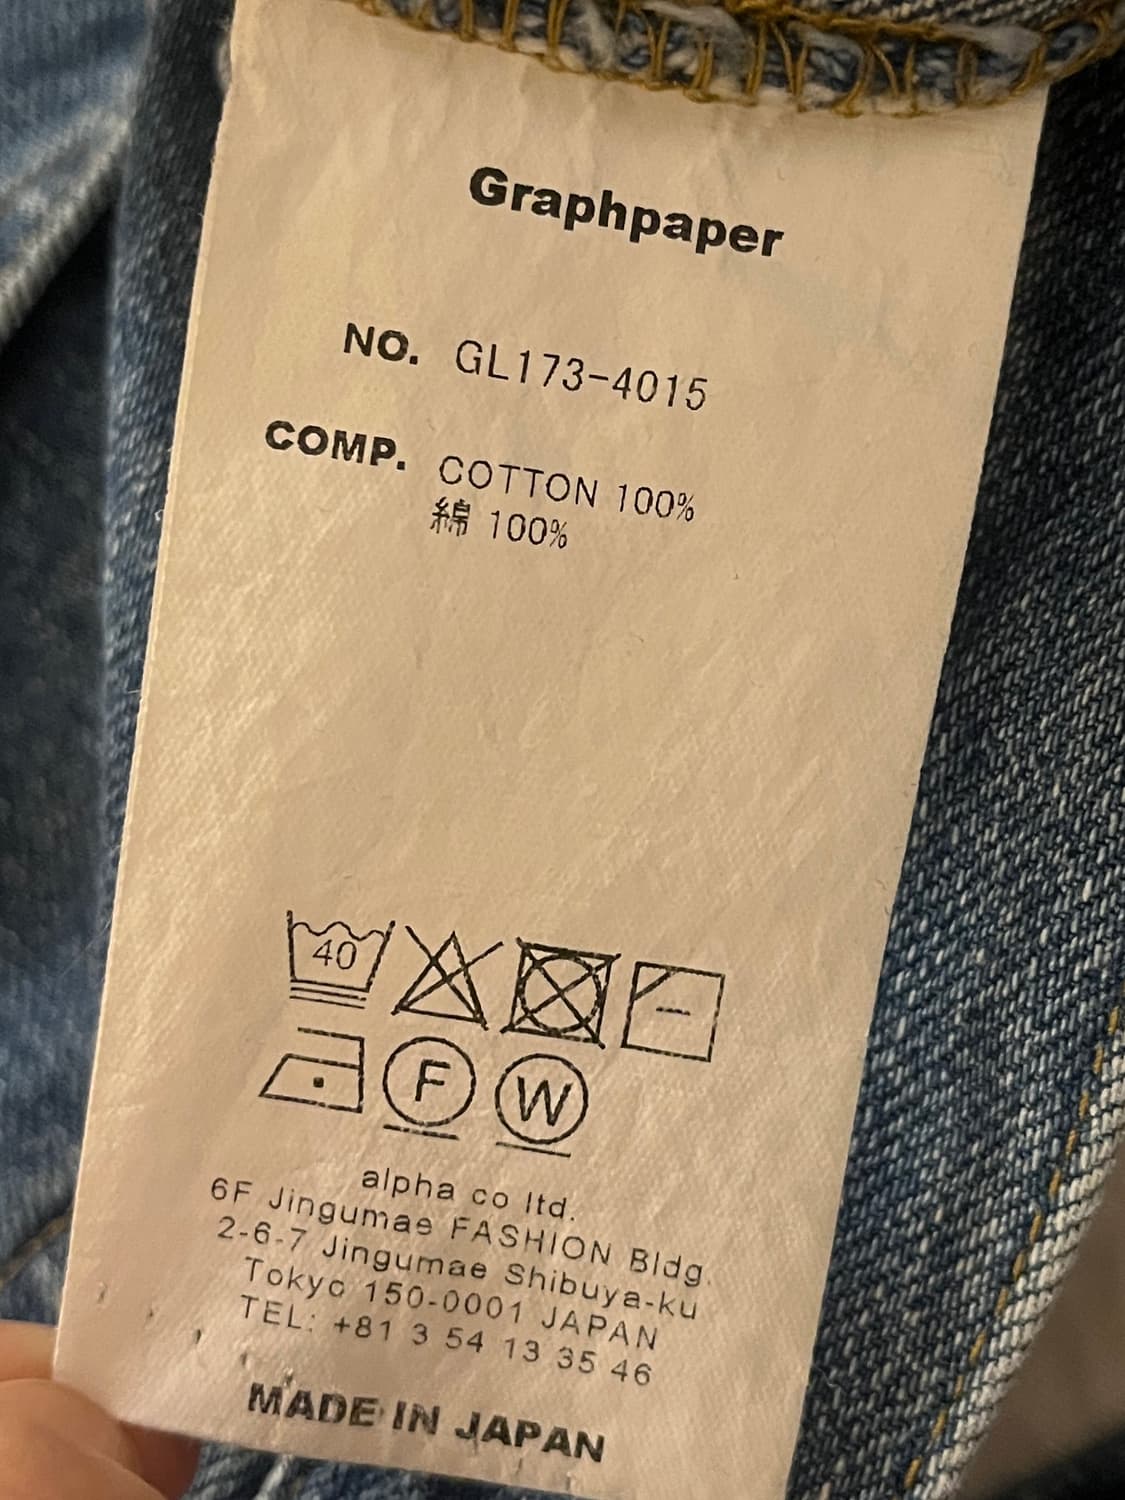 Graphpaper
NO. GL173-4015
COMP. COTTON 100%
綿 100%
40
F W
alpha co ltd.
6F Jingumae FASHION Bldg.
2-6-7 Jingumae Shibuya-ku
Tokyo 150-0001 JAPAN
TEL: +81 3 54 13 35 46
MADE IN JAPAN